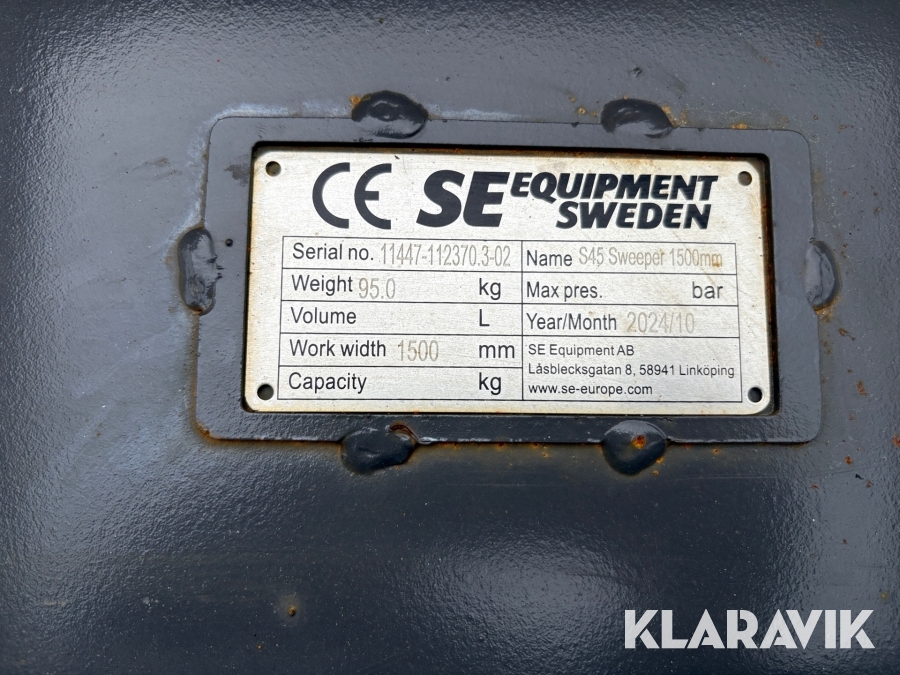 CE SE EQUIPMENT SWEDEN
Serial no. 11447-112370.3-02
Name S45 Sweeper 1500mm
Weight 95.0 kg
Max pres. bar
Volume L
Year/Month 2024/10
Work width 1500 mm
SE Equipment AB
Låsblecksgatan 8, 58941 Linköping
www.se-europe.com
Capacity kg
KLARAVIK